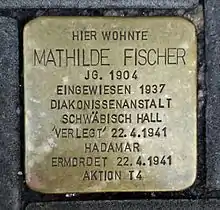 HIER WOHNTE
MATHILDE FISCHER
JG. 1904
EINGEWIESEN 1937
DIAKONISSENANSTALT
SCHWÄBISCH HALL
'VERLEGT' 22.4.1941
HADAMAR
ERMORDET 22.4.1941
AKTION T4